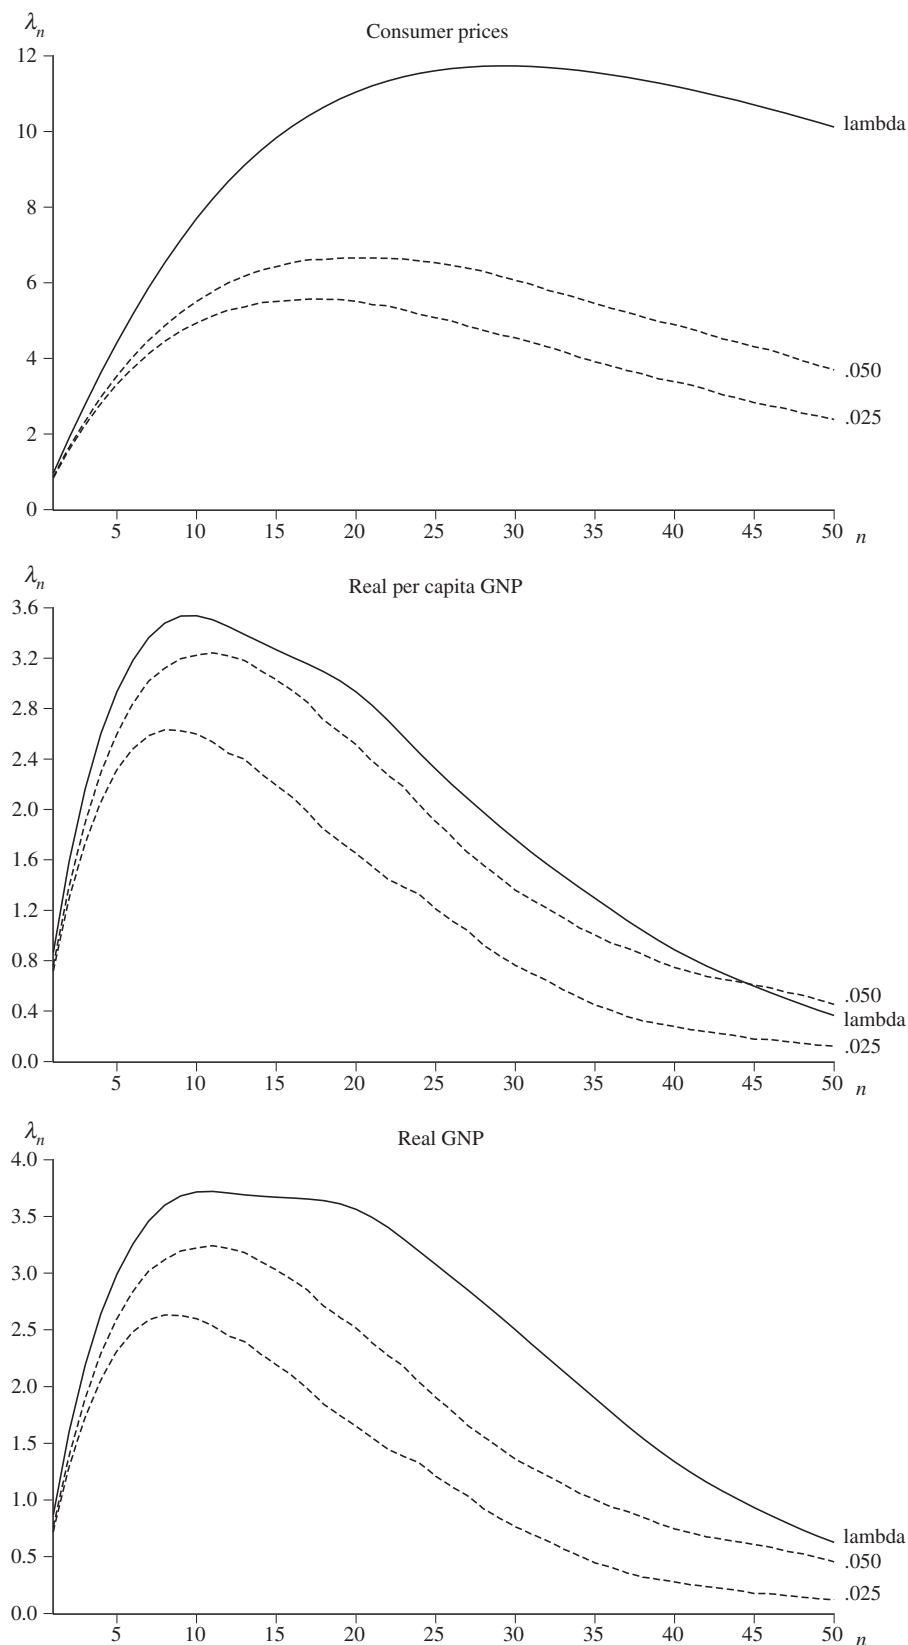 λn
Consumer prices
12
10
8
6
4
2
0
lambda
.050
.025
5 10 15 20 25 30 35 40 45 50 n
λn
Real per capita GNP
3.6
3.2
2.8
2.4
2.0
1.6
1.2
0.8
0.4
0.0
.050
lambda
.025
5 10 15 20 25 30 35 40 45 50 n
λn
Real GNP
4.0
3.5
3.0
2.5
2.0
1.5
1.0
0.5
0.0
lambda
.050
.025
5 10 15 20 25 30 35 40 45 50 n